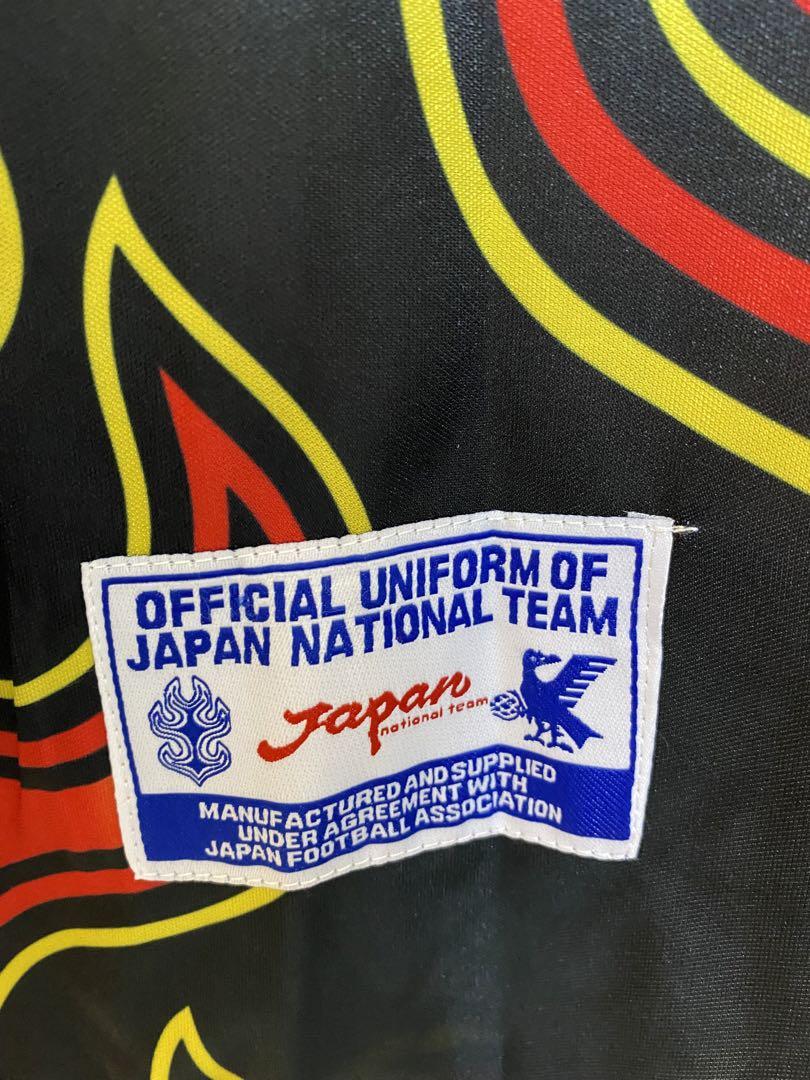 OFFICIAL UNIFORM OF
JAPAN NATIONAL TEAM
Japan
national team
MANUFACTURED AND SUPPLIED
UNDER AGREEMENT WITH
JAPAN FOOTBALL ASSOCIATION